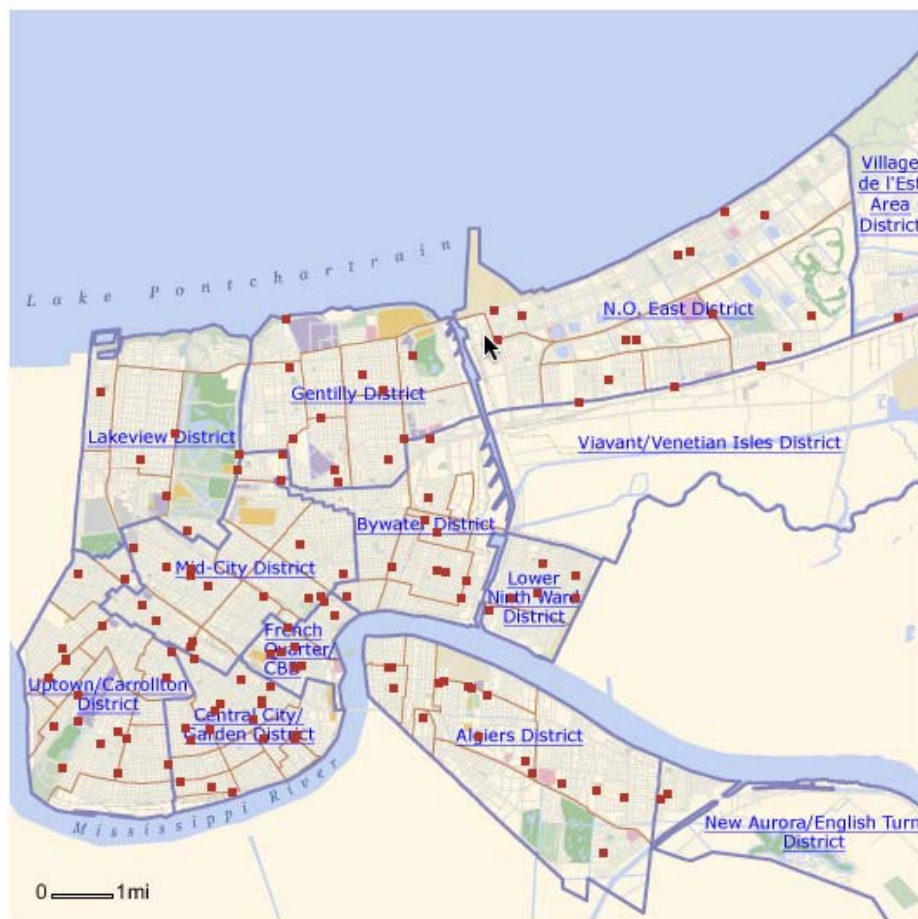 Village
de l'Est
Area
District
Lake Pontchartrain
N.O. East District
Gentilly District
Lakeview District
Viavant/Venetian Isles District
Bywater District
Mid-City District
Lower
Ninth Ward
District
French
Quarter/
CBD
Uptown/Carrollton
District
Central City/
Garden District
Algiers District
Mississippi River
New Aurora/English Turn
District
0 1mi